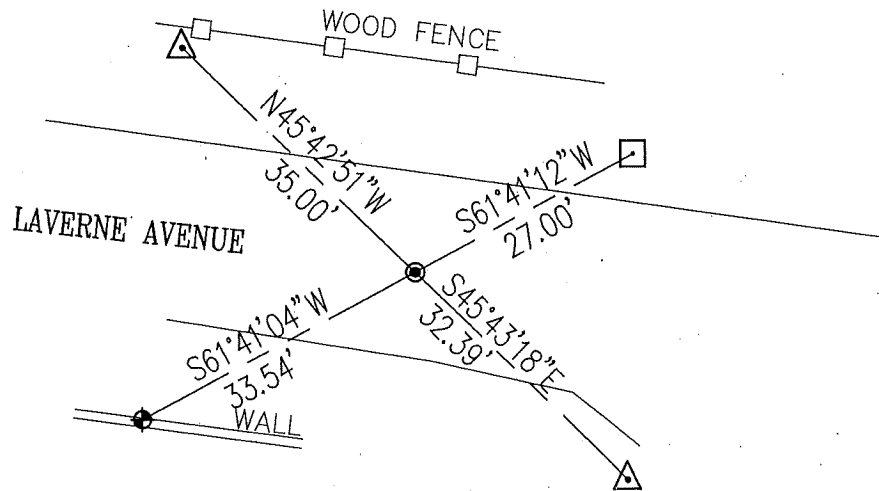 WOOD FENCE
N45°42'51"W
35.00'
S61°41'12"W
27.00'
LAVERNE AVENUE
S45°43'18"E
32.39'
S61°41'04"W
33.54'
WALL